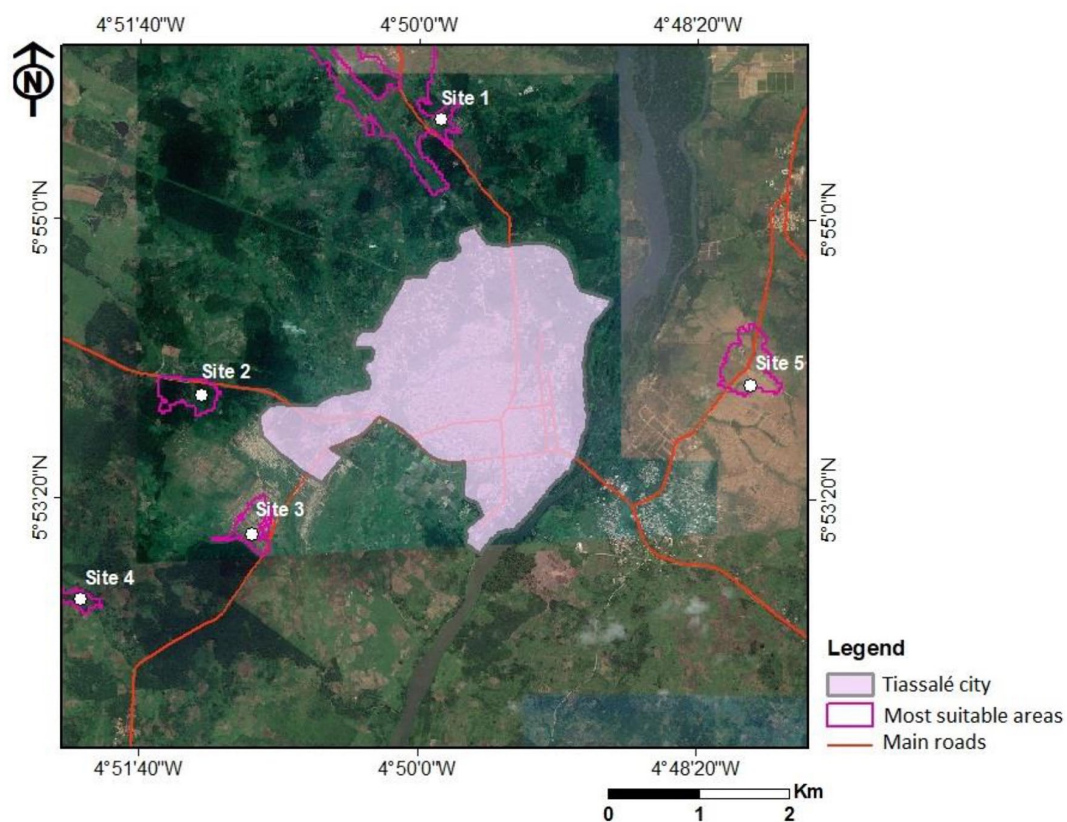 4°51'40"W
4°50'0"W
4°48'20"W
N
Site 1
5°55'0"N
5°55'0"N
Site 2
Site 5
5°53'20"N
5°53'20"N
Site 3
Site 4
Legend
Tiassalé city
Most suitable areas
Main roads
4°51'40"W
4°50'0"W
4°48'20"W
Km
0
1
2